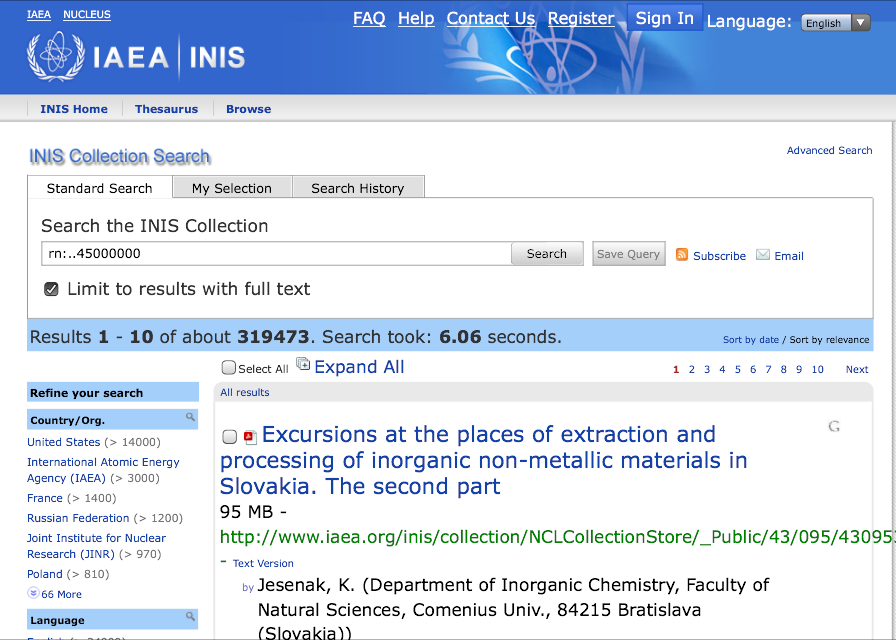 IAEA NUCLEUS
FAQ Help Contact Us Register Sign In Language: English
IAEA INIS
INIS Home Thesaurus Browse
INIS Collection Search
Advanced Search
Standard Search My Selection Search History
Search the INIS Collection
rn:..45000000 Search Save Query Subscribe Email
Limit to results with full text
Results 1 - 10 of about 319473. Search took: 6.06 seconds. Sort by date / Sort by relevance
Select All Expand All 1 2 3 4 5 6 7 8 9 10 Next
Refine your search
Country/Org.
United States (> 14000)
International Atomic Energy
Agency (IAEA) (> 3000)
France (> 1400)
Russian Federation (> 1200)
Joint Institute for Nuclear
Research (JINR) (> 970)
Poland (> 810)
66 More
Language
All results
Excursions at the places of extraction and
processing of inorganic non-metallic materials in
Slovakia. The second part
G
95 MB -
http://www.iaea.org/inis/collection/NCLCollectionStore/_Public/43/095/43095
- Text Version
by Jesenak, K. (Department of Inorganic Chemistry, Faculty of
Natural Sciences, Comenius Univ., 84215 Bratislava
(Slovakia))